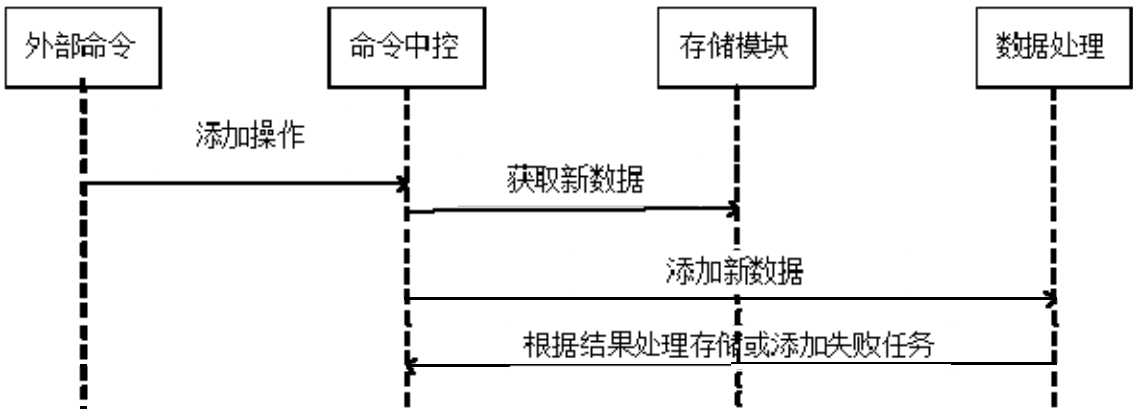 外部命令
命令中控
存储模块
数据处理
添加操作
获取新数据
添加新数据
根据结果处理存储或添加失败任务